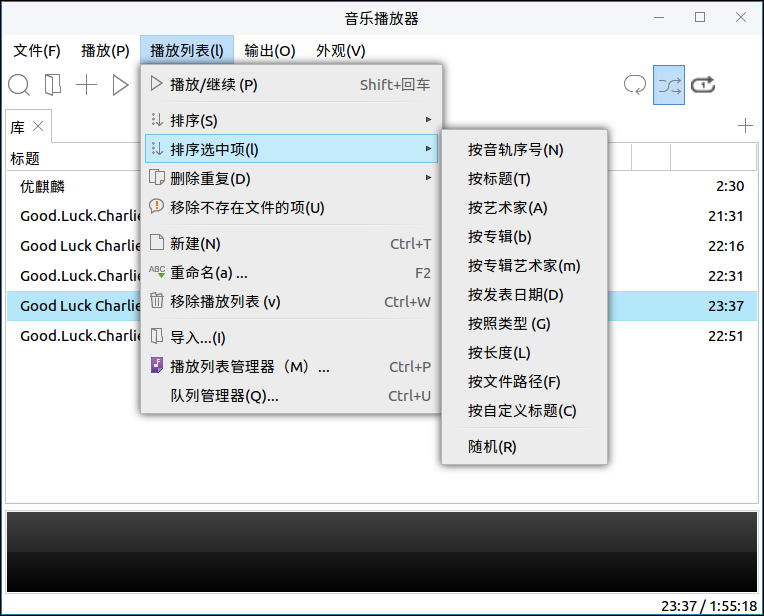 音乐播放器
文件(F) 播放(P) 播放列表(l) 输出(O) 外观(V)
库
标题
优麒麟 2:30
Good.Luck.Charlie 21:31
Good Luck Charlie 22:16
Good.Luck.Charlie 22:31
Good Luck Charlie 23:37
Good.Luck.Charlie 22:51
播放/继续 (P) Shift+回车
排序(S)
排序选中项(l)
删除重复(D)
移除不存在文件的项(U)
新建(N) Ctrl+T
ABC 重命名(a) ... F2
移除播放列表 (v) Ctrl+W
导入...(I)
播放列表管理器（M）... Ctrl+P
队列管理器(Q)... Ctrl+U
按音轨序号(N)
按标题(T)
按艺术家(A)
按专辑(b)
按专辑艺术家(m)
按发表日期(D)
按照类型 (G)
按长度(L)
按文件路径(F)
按自定义标题(C)
随机(R)
23:37 / 1:55:18